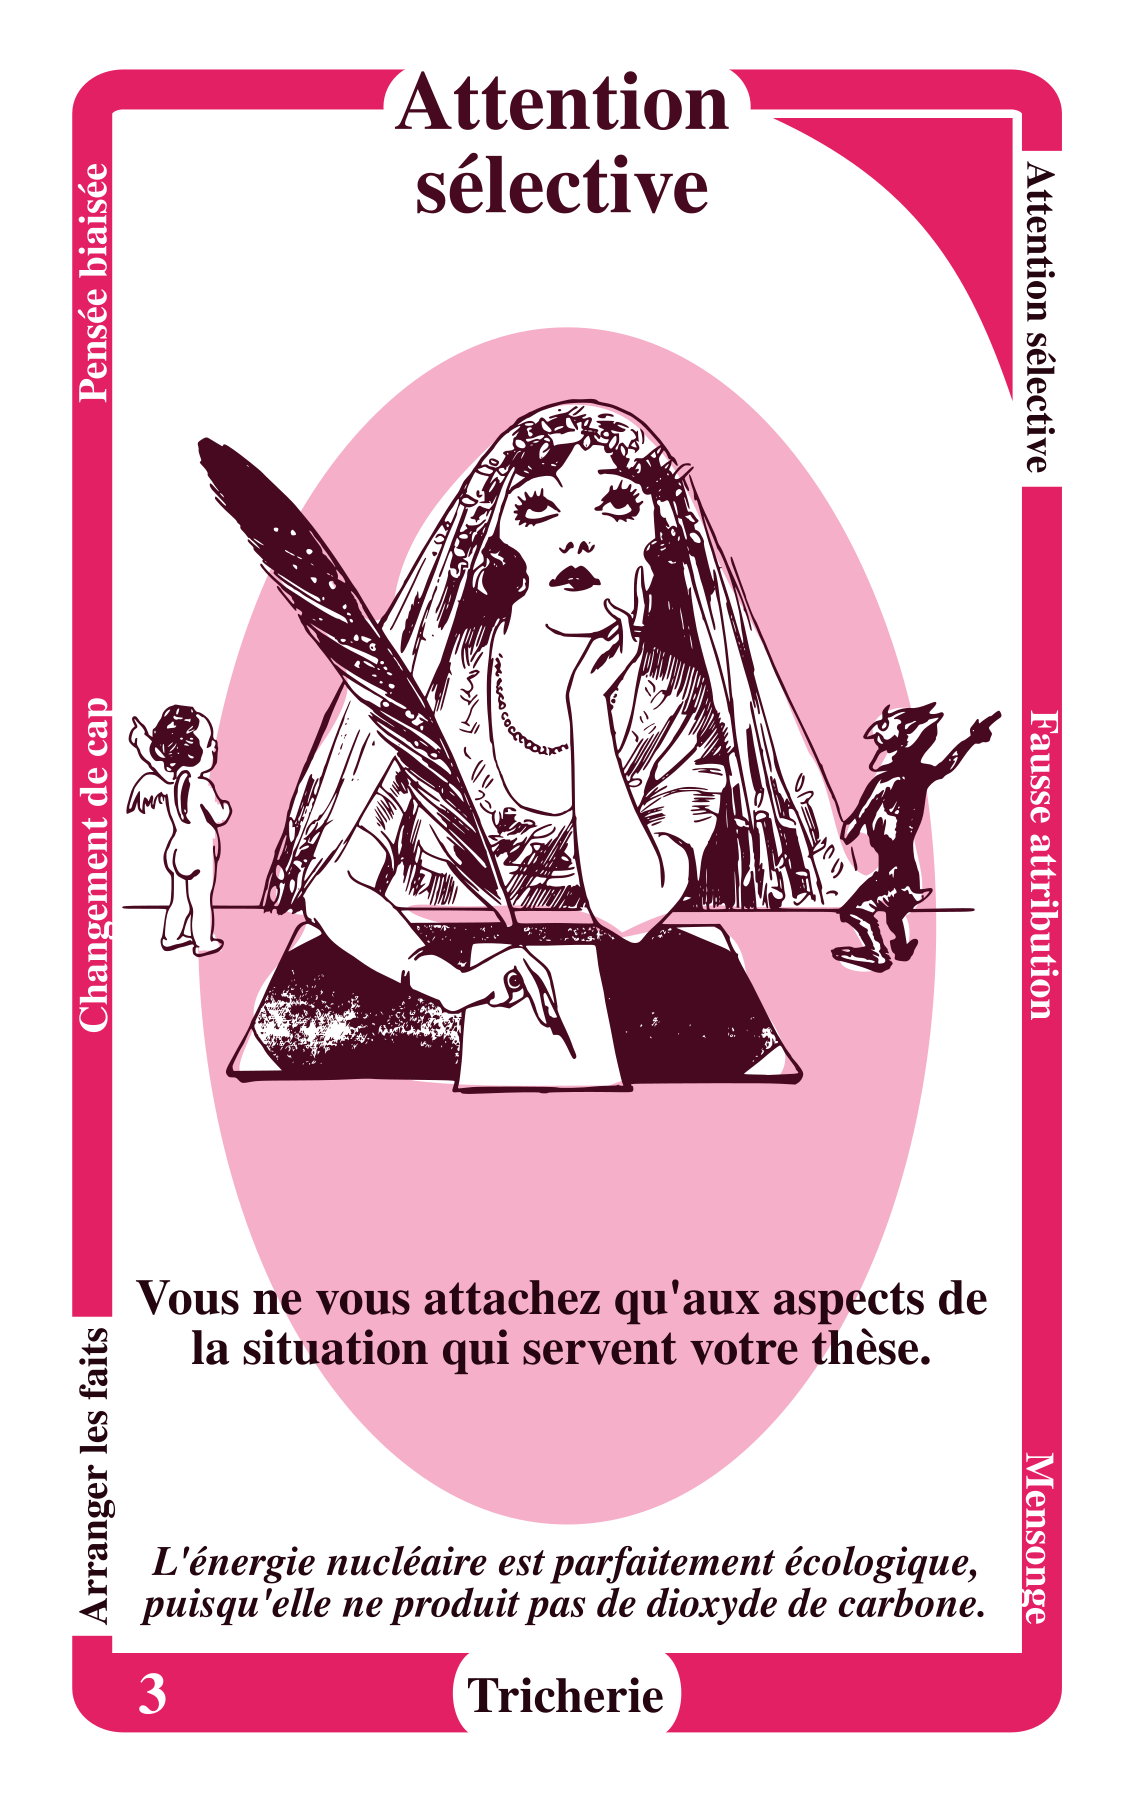 Attention
sélective
Pensée biaisée
Changement de cap
Arranger les faits
Attention sélective
Fausse attribution
Mensonge
Vous ne vous attachez qu'aux aspects de
la situation qui servent votre thèse.
L'énergie nucléaire est parfaitement écologique,
puisqu'elle ne produit pas de dioxyde de carbone.
3
Tricherie